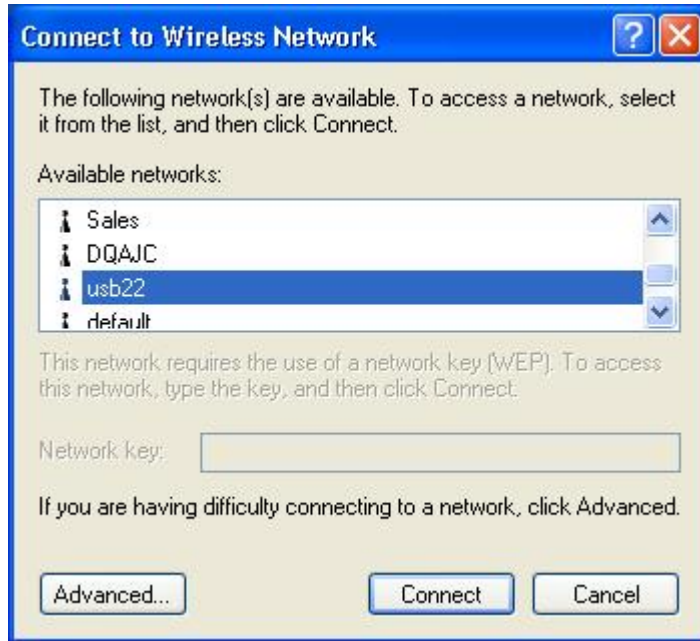 Connect to Wireless Network
?
The following network(s) are available. To access a network, select
it from the list, and then click Connect.
Available networks:
Sales
DQAJC
usb22
default
This network requires the use of a network key (WEP). To access
this network, type the key, and then click Connect.
Network key:
If you are having difficulty connecting to a network, click Advanced.
Advanced... Connect Cancel